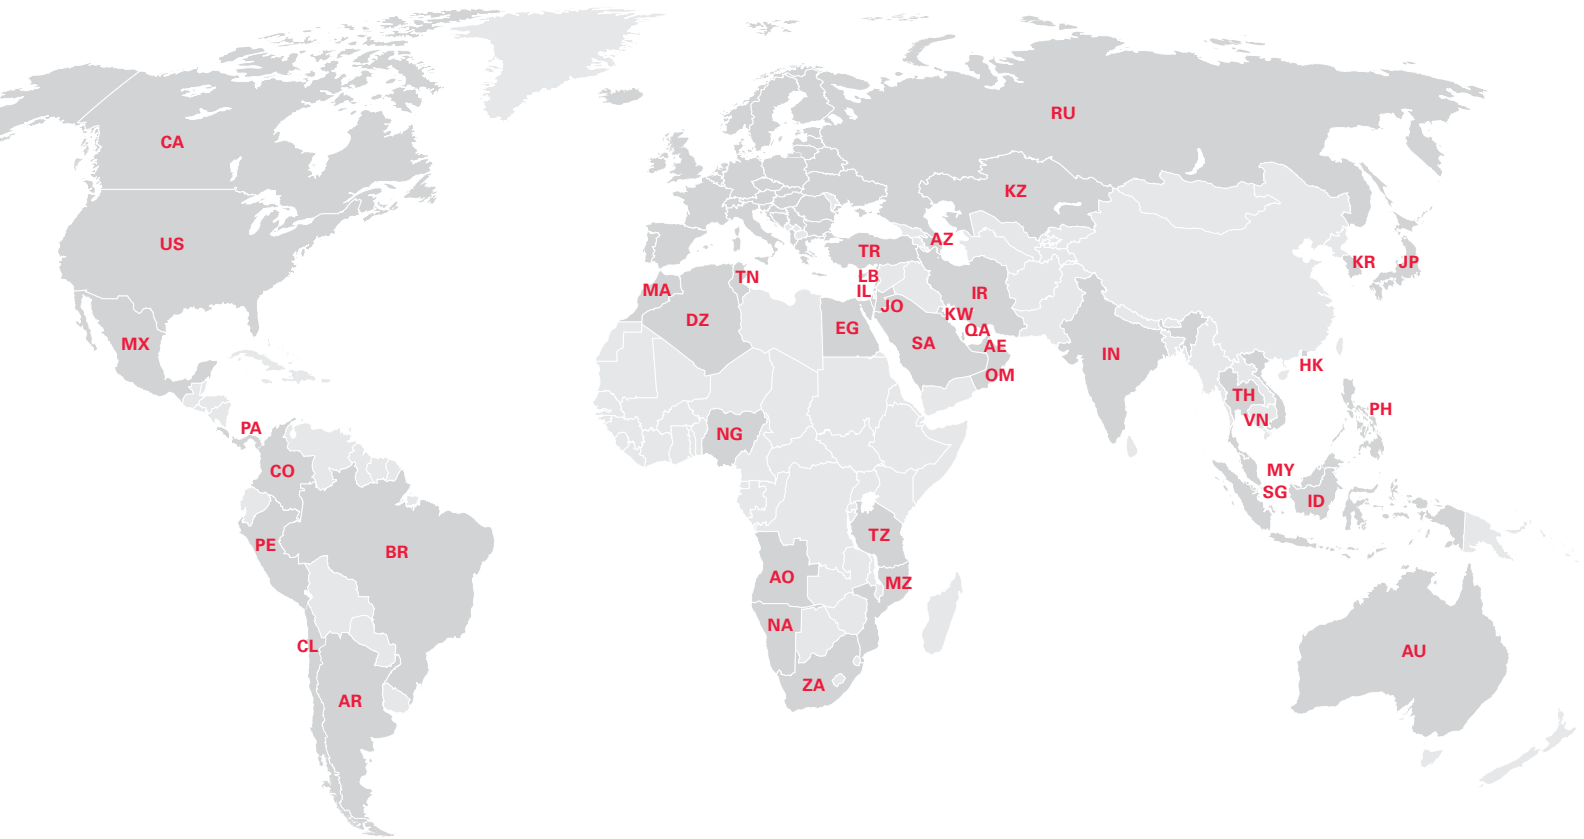 RU
CA
KZ
US
AZ
TR
KR
JP
LB
TN
MA
IL
IR
JO
KW
DZ
EG
QA
MX
SA
AE
IN
HK
OM
TH
PH
VN
PA
NG
CO
MY
SG
ID
TZ
PE
BR
AO
MZ
NA
CL
AU
ZA
AR